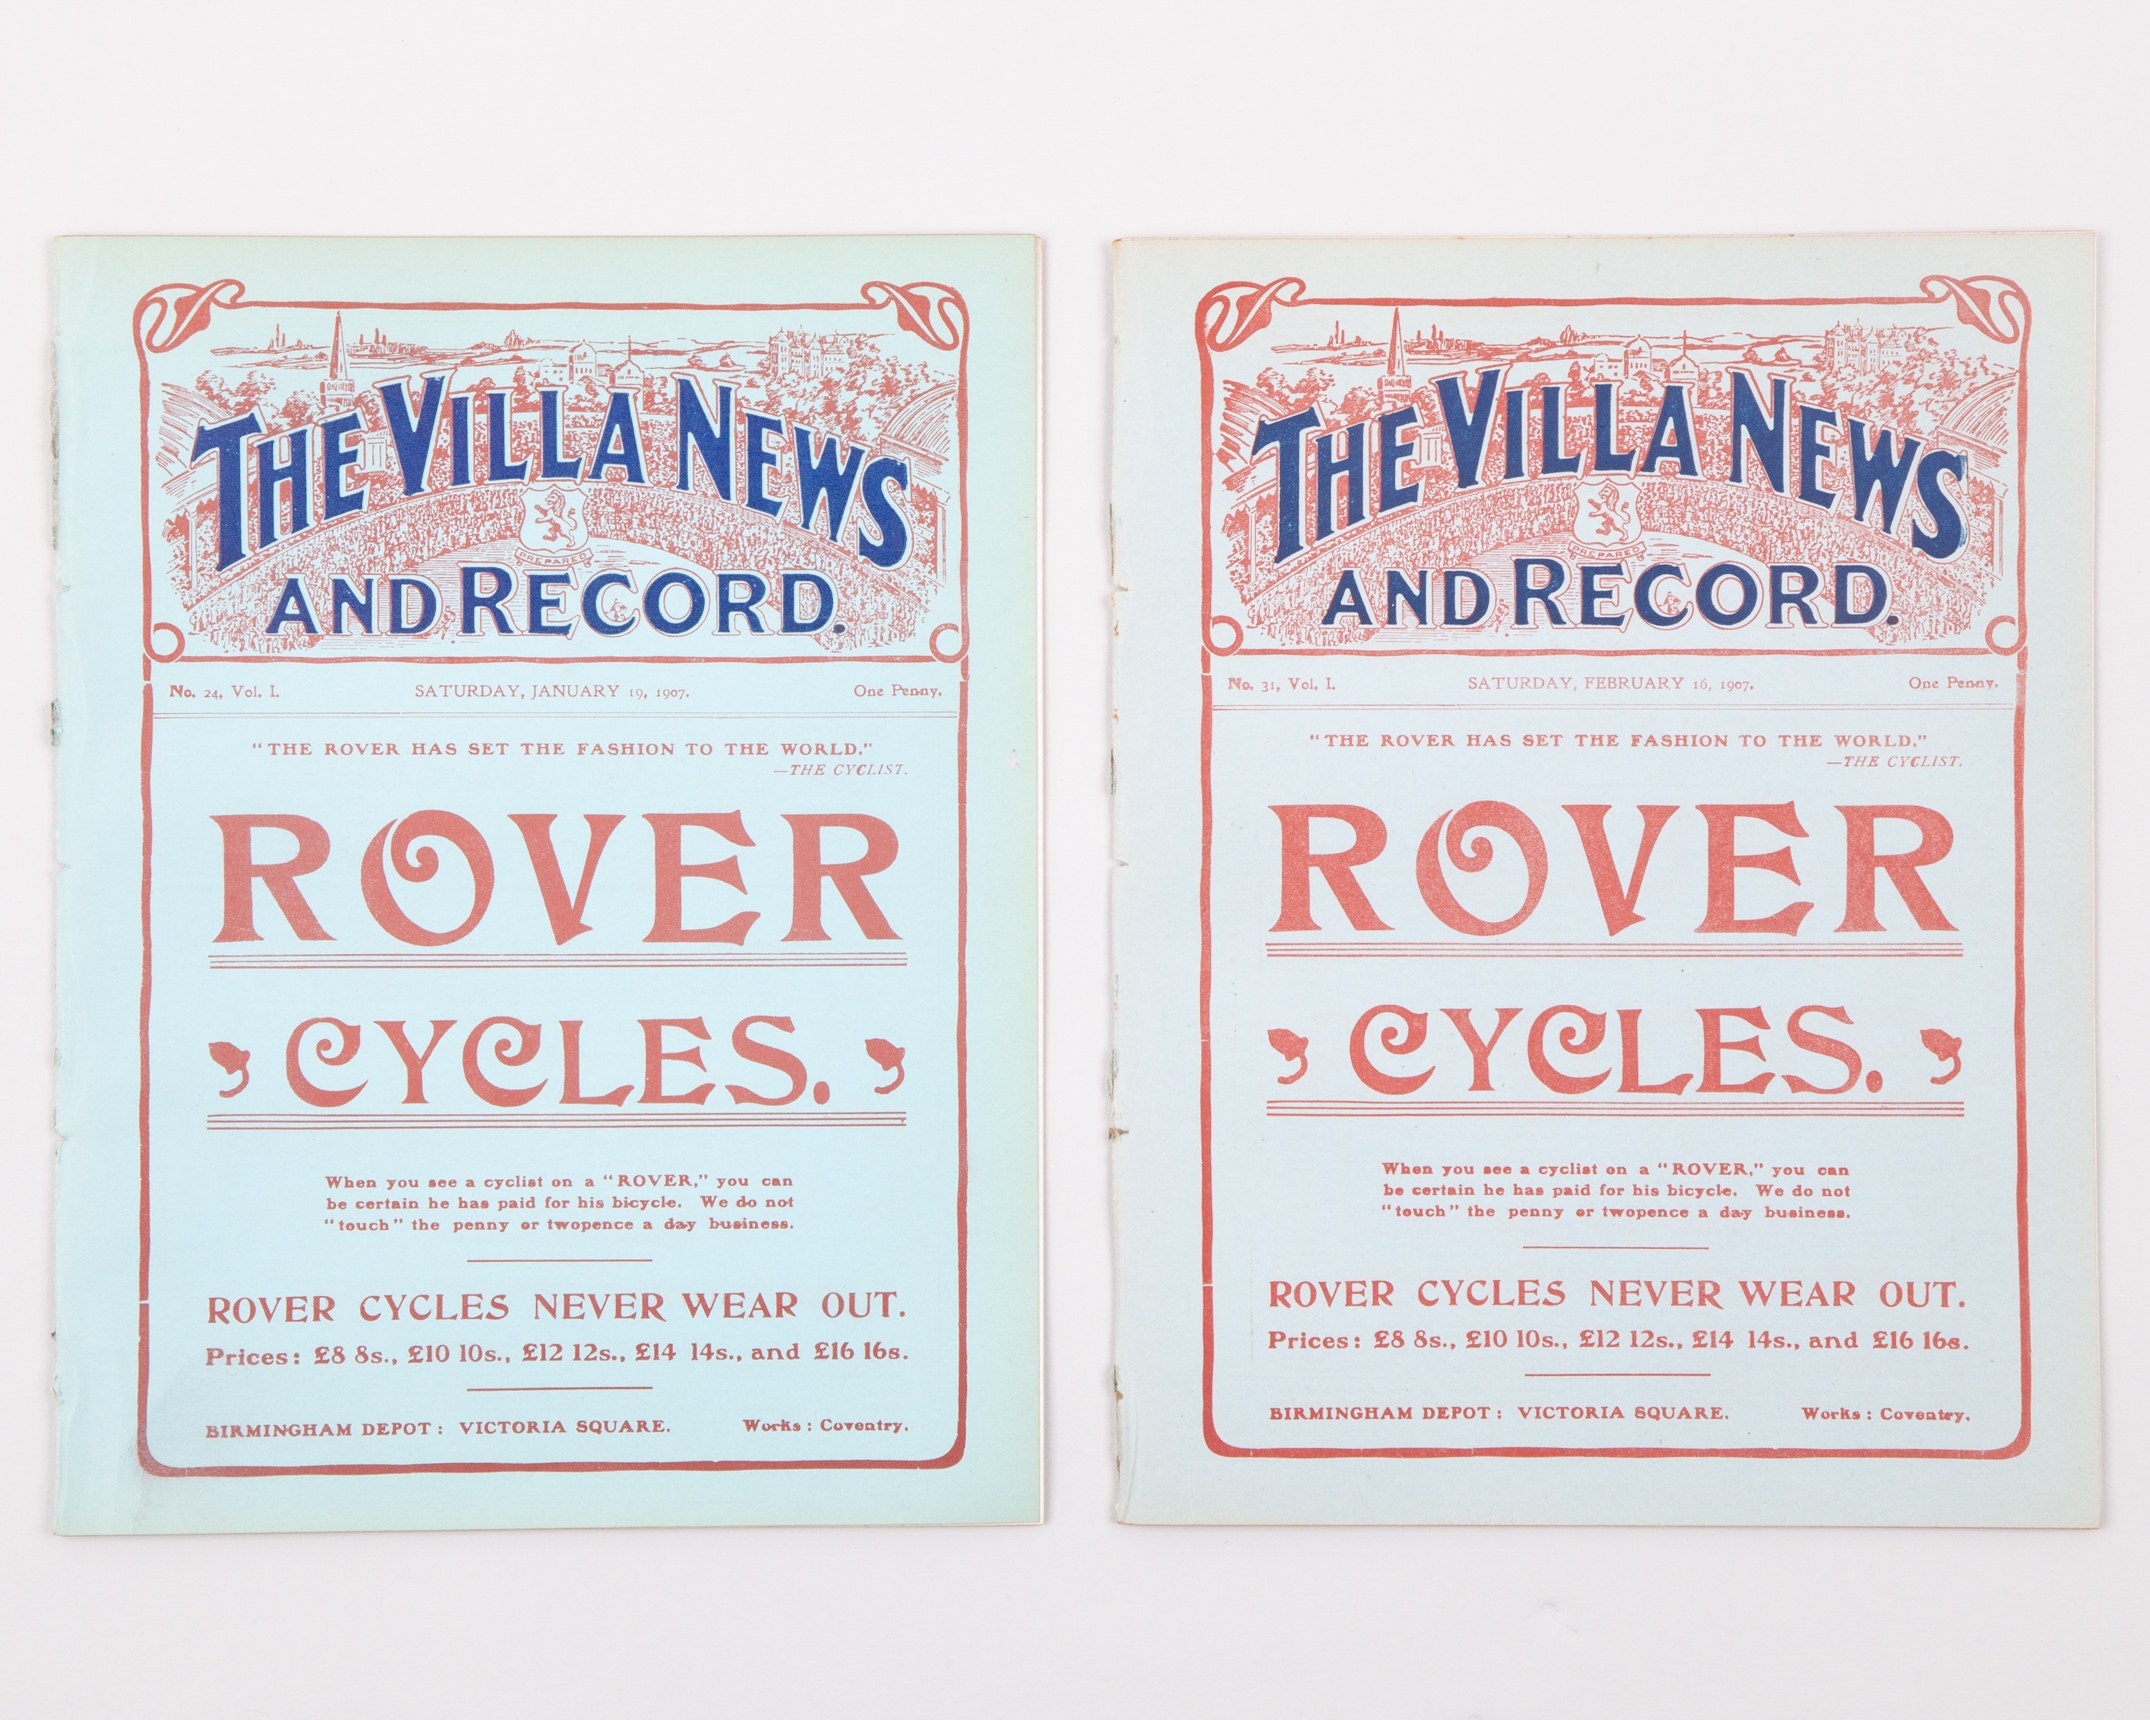 THE VILLA NEWS
PREPARED
AND RECORD.
No. 24, Vol. I. SATURDAY, JANUARY 19, 1907. One Penny.
"THE ROVER HAS SET THE FASHION TO THE WORLD."
—THE CYCLIST.
ROVER
CYCLES.
When you see a cyclist on a "ROVER," you can
be certain he has paid for his bicycle. We do not
"touch" the penny or twopence a day business.
ROVER CYCLES NEVER WEAR OUT.
Prices: £8 8s., £10 10s., £12 12s., £14 14s., and £16 16s.
BIRMINGHAM DEPOT: VICTORIA SQUARE. Works: Coventry.
THE VILLA NEWS
PREPARED
AND RECORD.
No. 31, Vol. I. SATURDAY, FEBRUARY 16, 1907. One Penny.
"THE ROVER HAS SET THE FASHION TO THE WORLD."
—THE CYCLIST.
ROVER
CYCLES.
When you see a cyclist on a "ROVER," you can
be certain he has paid for his bicycle. We do not
"touch" the penny or twopence a day business.
ROVER CYCLES NEVER WEAR OUT.
Prices: £8 8s., £10 10s., £12 12s., £14 14s., and £16 16s.
BIRMINGHAM DEPOT: VICTORIA SQUARE. Works: Coventry.